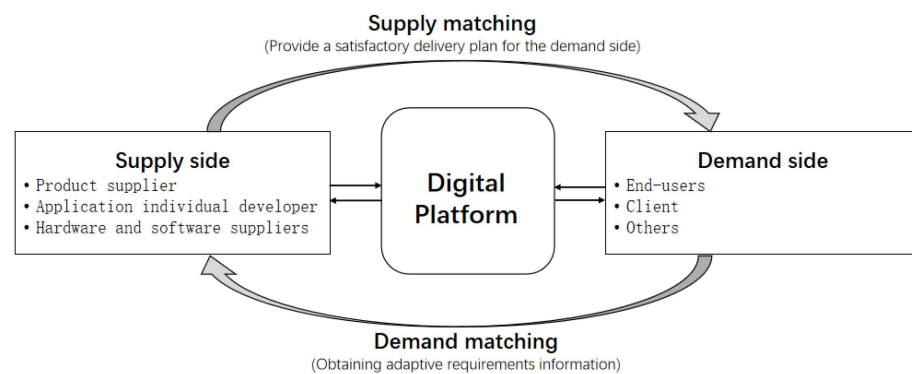 Supply matching
(Provide a satisfactory delivery plan for the demand side)
Supply side
• Product supplier
• Application individual developer
• Hardware and software suppliers
Digital
Platform
Demand side
• End-users
• Client
• Others
Demand matching
(Obtaining adaptive requirements information)